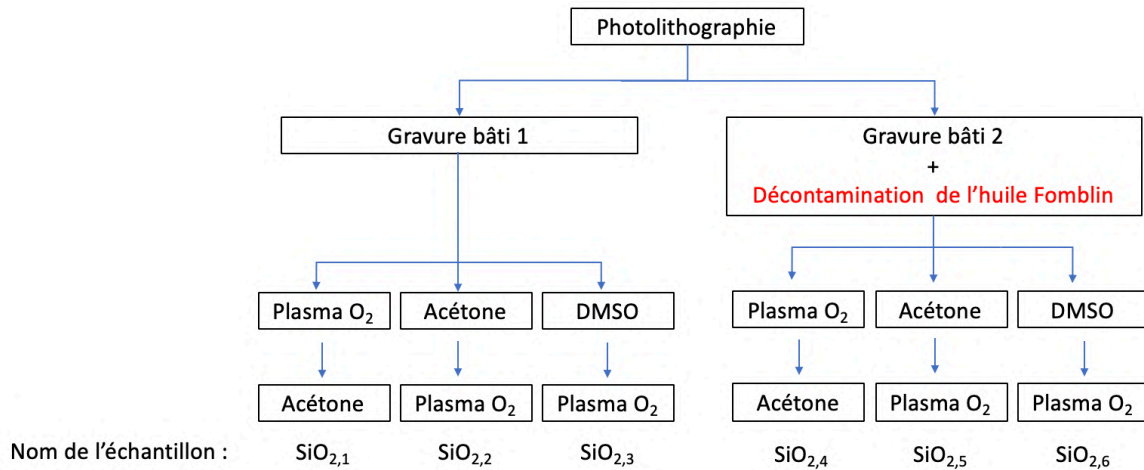 Photolithographie
Gravure bâti 1
Gravure bâti 2
+
Décontamination de l’huile Fomblin
Plasma O₂ Acétone DMSO Plasma O₂ Acétone DMSO
Acétone Plasma O₂ Plasma O₂ Acétone Plasma O₂ Plasma O₂
Nom de l’échantillon : SiO₂,₁ SiO₂,₂ SiO₂,₃ SiO₂,₄ SiO₂,₅ SiO₂,₆